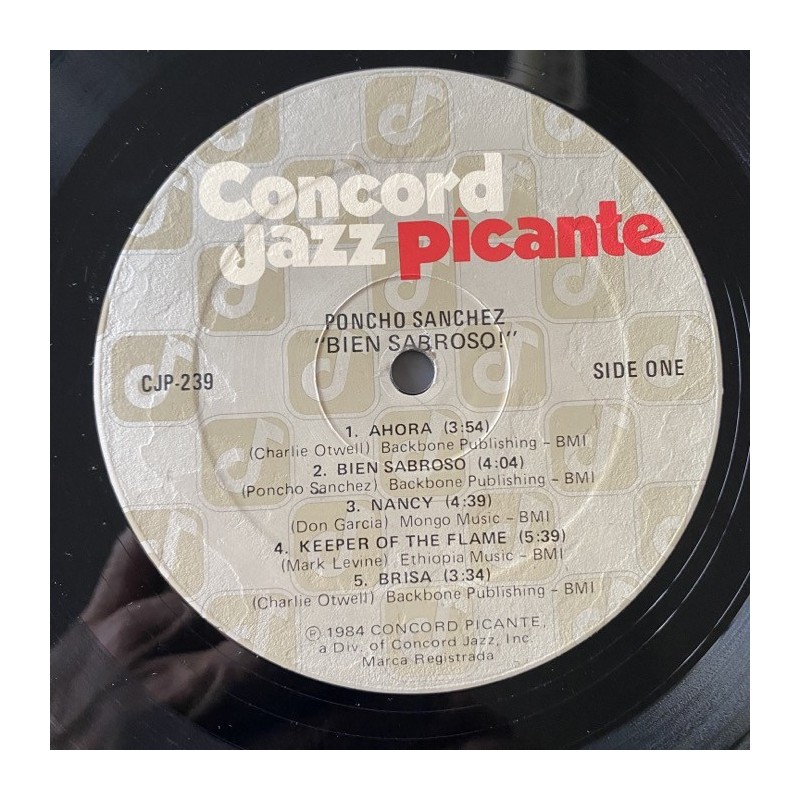 Concord
jazz picante
PONCHO SANCHEZ
"BIEN SABROSO!"
CJP-239
SIDE ONE
1. AHORA (3:54)
(Charlie Otwell) Backbone Publishing – BMI
2. BIEN SABROSO (4:04)
(Poncho Sanchez) Backbone Publishing – BMI
3. NANCY (4:39)
(Don Garcia) Mongo Music – BMI
4. KEEPER OF THE FLAME (5:39)
(Mark Levine) Ethiopia Music – BMI
5. BRISA (3:34)
(Charlie Otwell) Backbone Publishing – BMI
℗ 1984 CONCORD PICANTE,
a Div. of Concord Jazz, Inc.
Marca Registrada